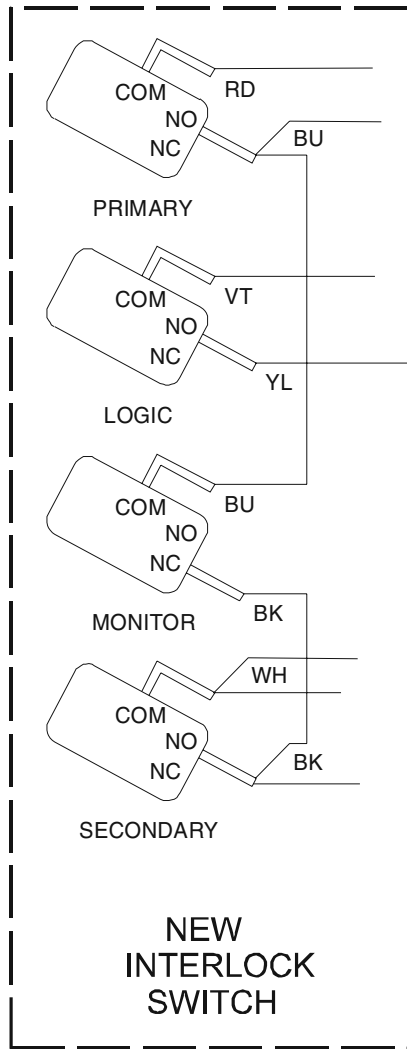 COM
RD
NO
BU
NC
PRIMARY
COM
VT
NO
NC
YL
LOGIC
COM
BU
NO
NC
BK
MONITOR
WH
COM
NO
BK
NC
SECONDARY
NEW
INTERLOCK
SWITCH